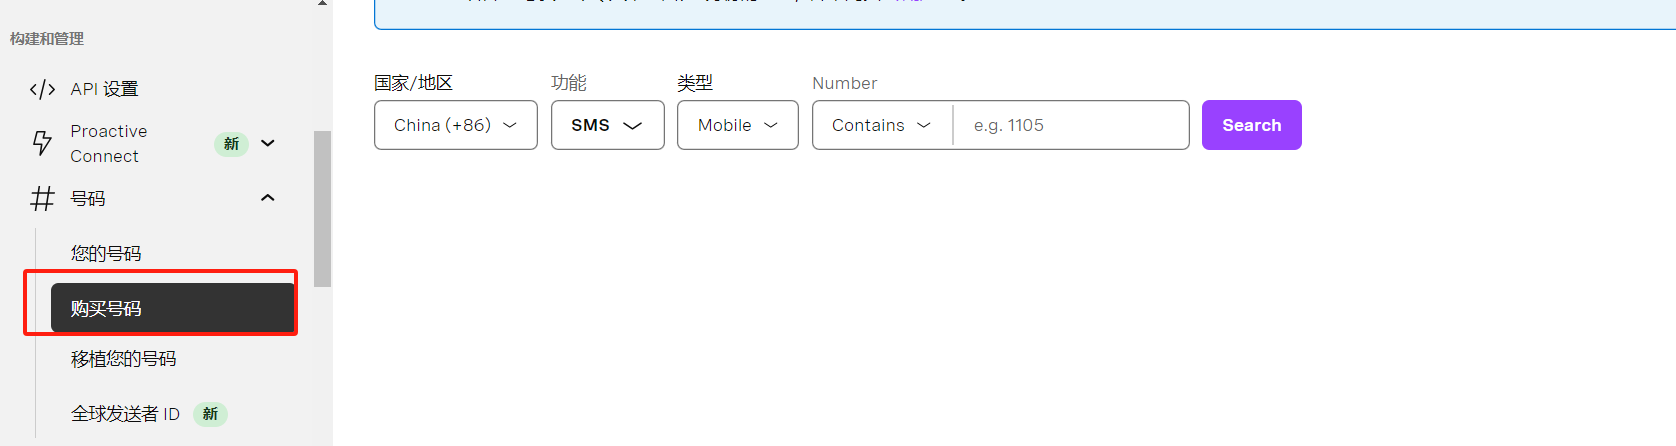 构建和管理
API 设置
Proactive
Connect
新
号码
您的号码
购买号码
移植您的号码
全球发送者 ID 新
国家/地区 功能 类型 Number
China (+86) SMS Mobile Contains e.g. 1105 Search